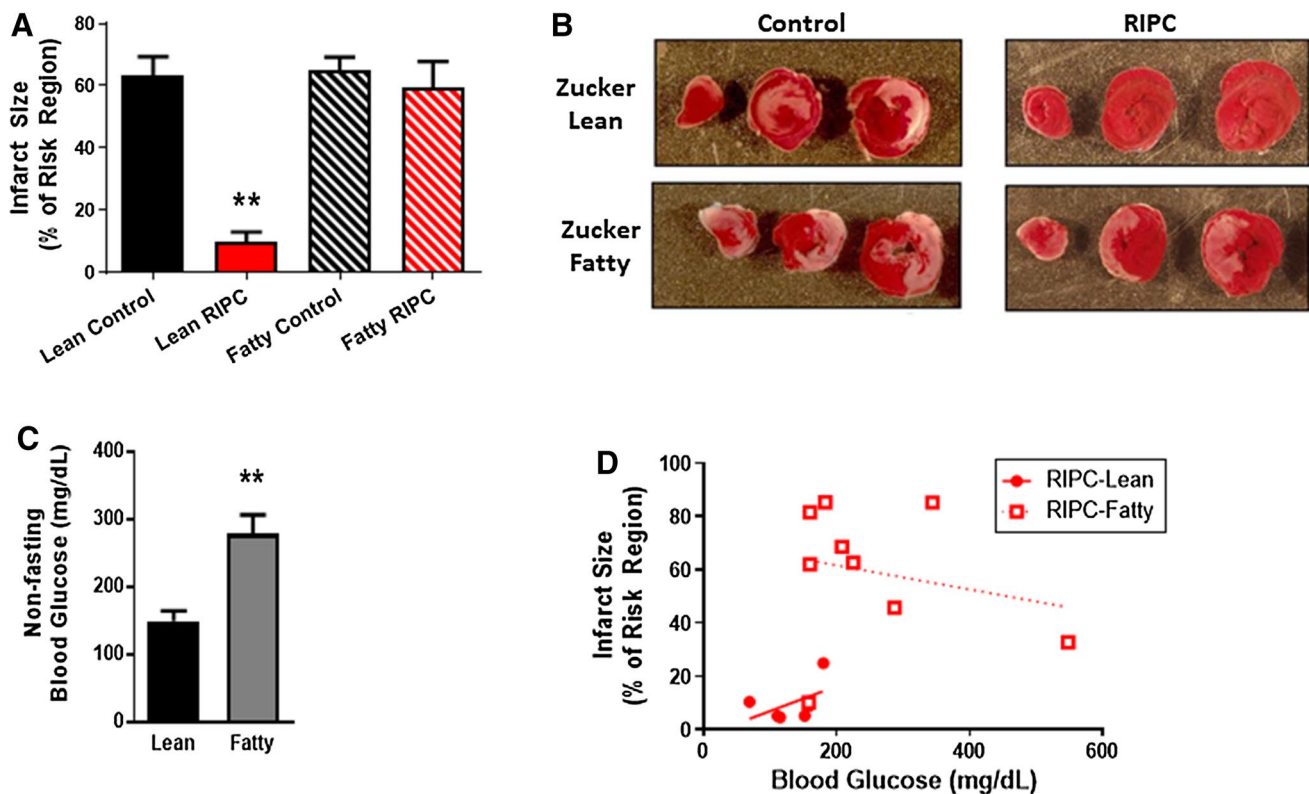 A
Infarct Size
(% of Risk Region)
80
60
40
20
0
**
Lean Control
Lean RIPC
Fatty Control
Fatty RIPC
B
Control
RIPC
Zucker
Lean
Zucker
Fatty
C
Non-fasting
Blood Glucose (mg/dL)
400
300
200
100
0
**
Lean
Fatty
D
Infarct Size
(% of Risk Region)
100
80
60
40
20
0
RIPC-Lean
RIPC-Fatty
0
200
400
600
Blood Glucose (mg/dL)